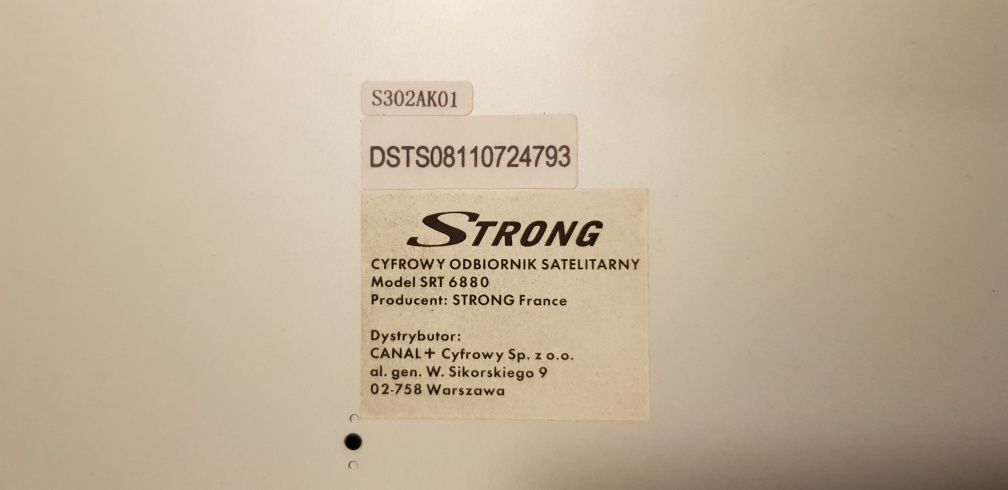 S302AK01
DSTS08110724793
STRONG
CYFROWY ODBIORNIK SATELITARNY
Model SRT 6880
Producent: STRONG France
Dystrybutor:
CANAL+ Cyfrowy Sp. z o.o.
al. gen. W. Sikorskiego 9
02-758 Warszawa